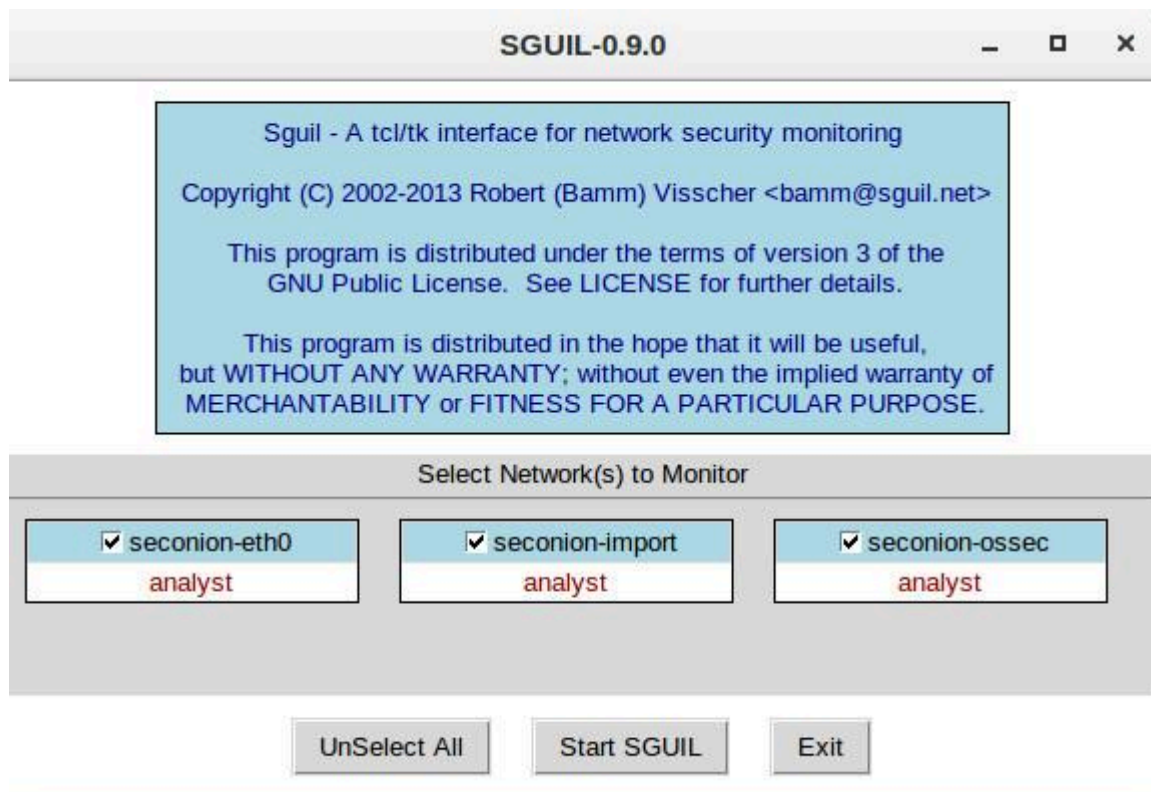 SGUIL-0.9.0
Sguil - A tcl/tk interface for network security monitoring
Copyright (C) 2002-2013 Robert (Bamm) Visscher <bamm@sguil.net>
This program is distributed under the terms of version 3 of the
GNU Public License.  See LICENSE for further details.
This program is distributed in the hope that it will be useful,
but WITHOUT ANY WARRANTY; without even the implied warranty of
MERCHANTABILITY or FITNESS FOR A PARTICULAR PURPOSE.
Select Network(s) to Monitor
seconion-eth0 seconion-import seconion-ossec
analyst analyst analyst
UnSelect All Start SGUIL Exit